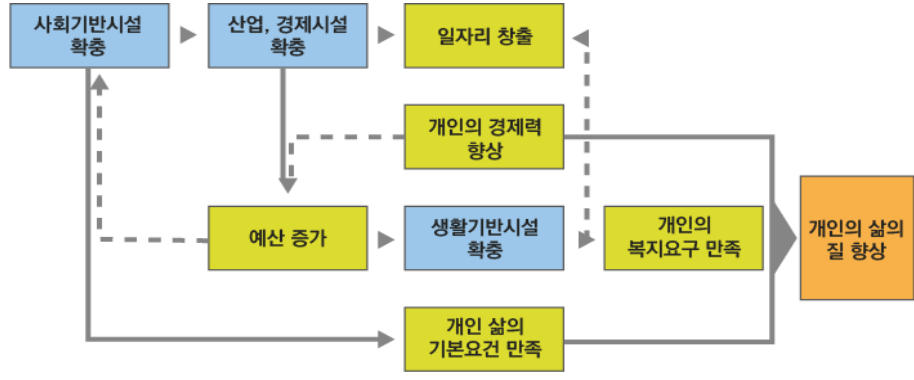 사회기반시설
확충
산업, 경제시설
확충
일자리 창출
개인의 경제력
향상
예산 증가
생활기반시설
확충
개인의
복지요구 만족
개인의 삶의
질 향상
개인 삶의
기본요건 만족